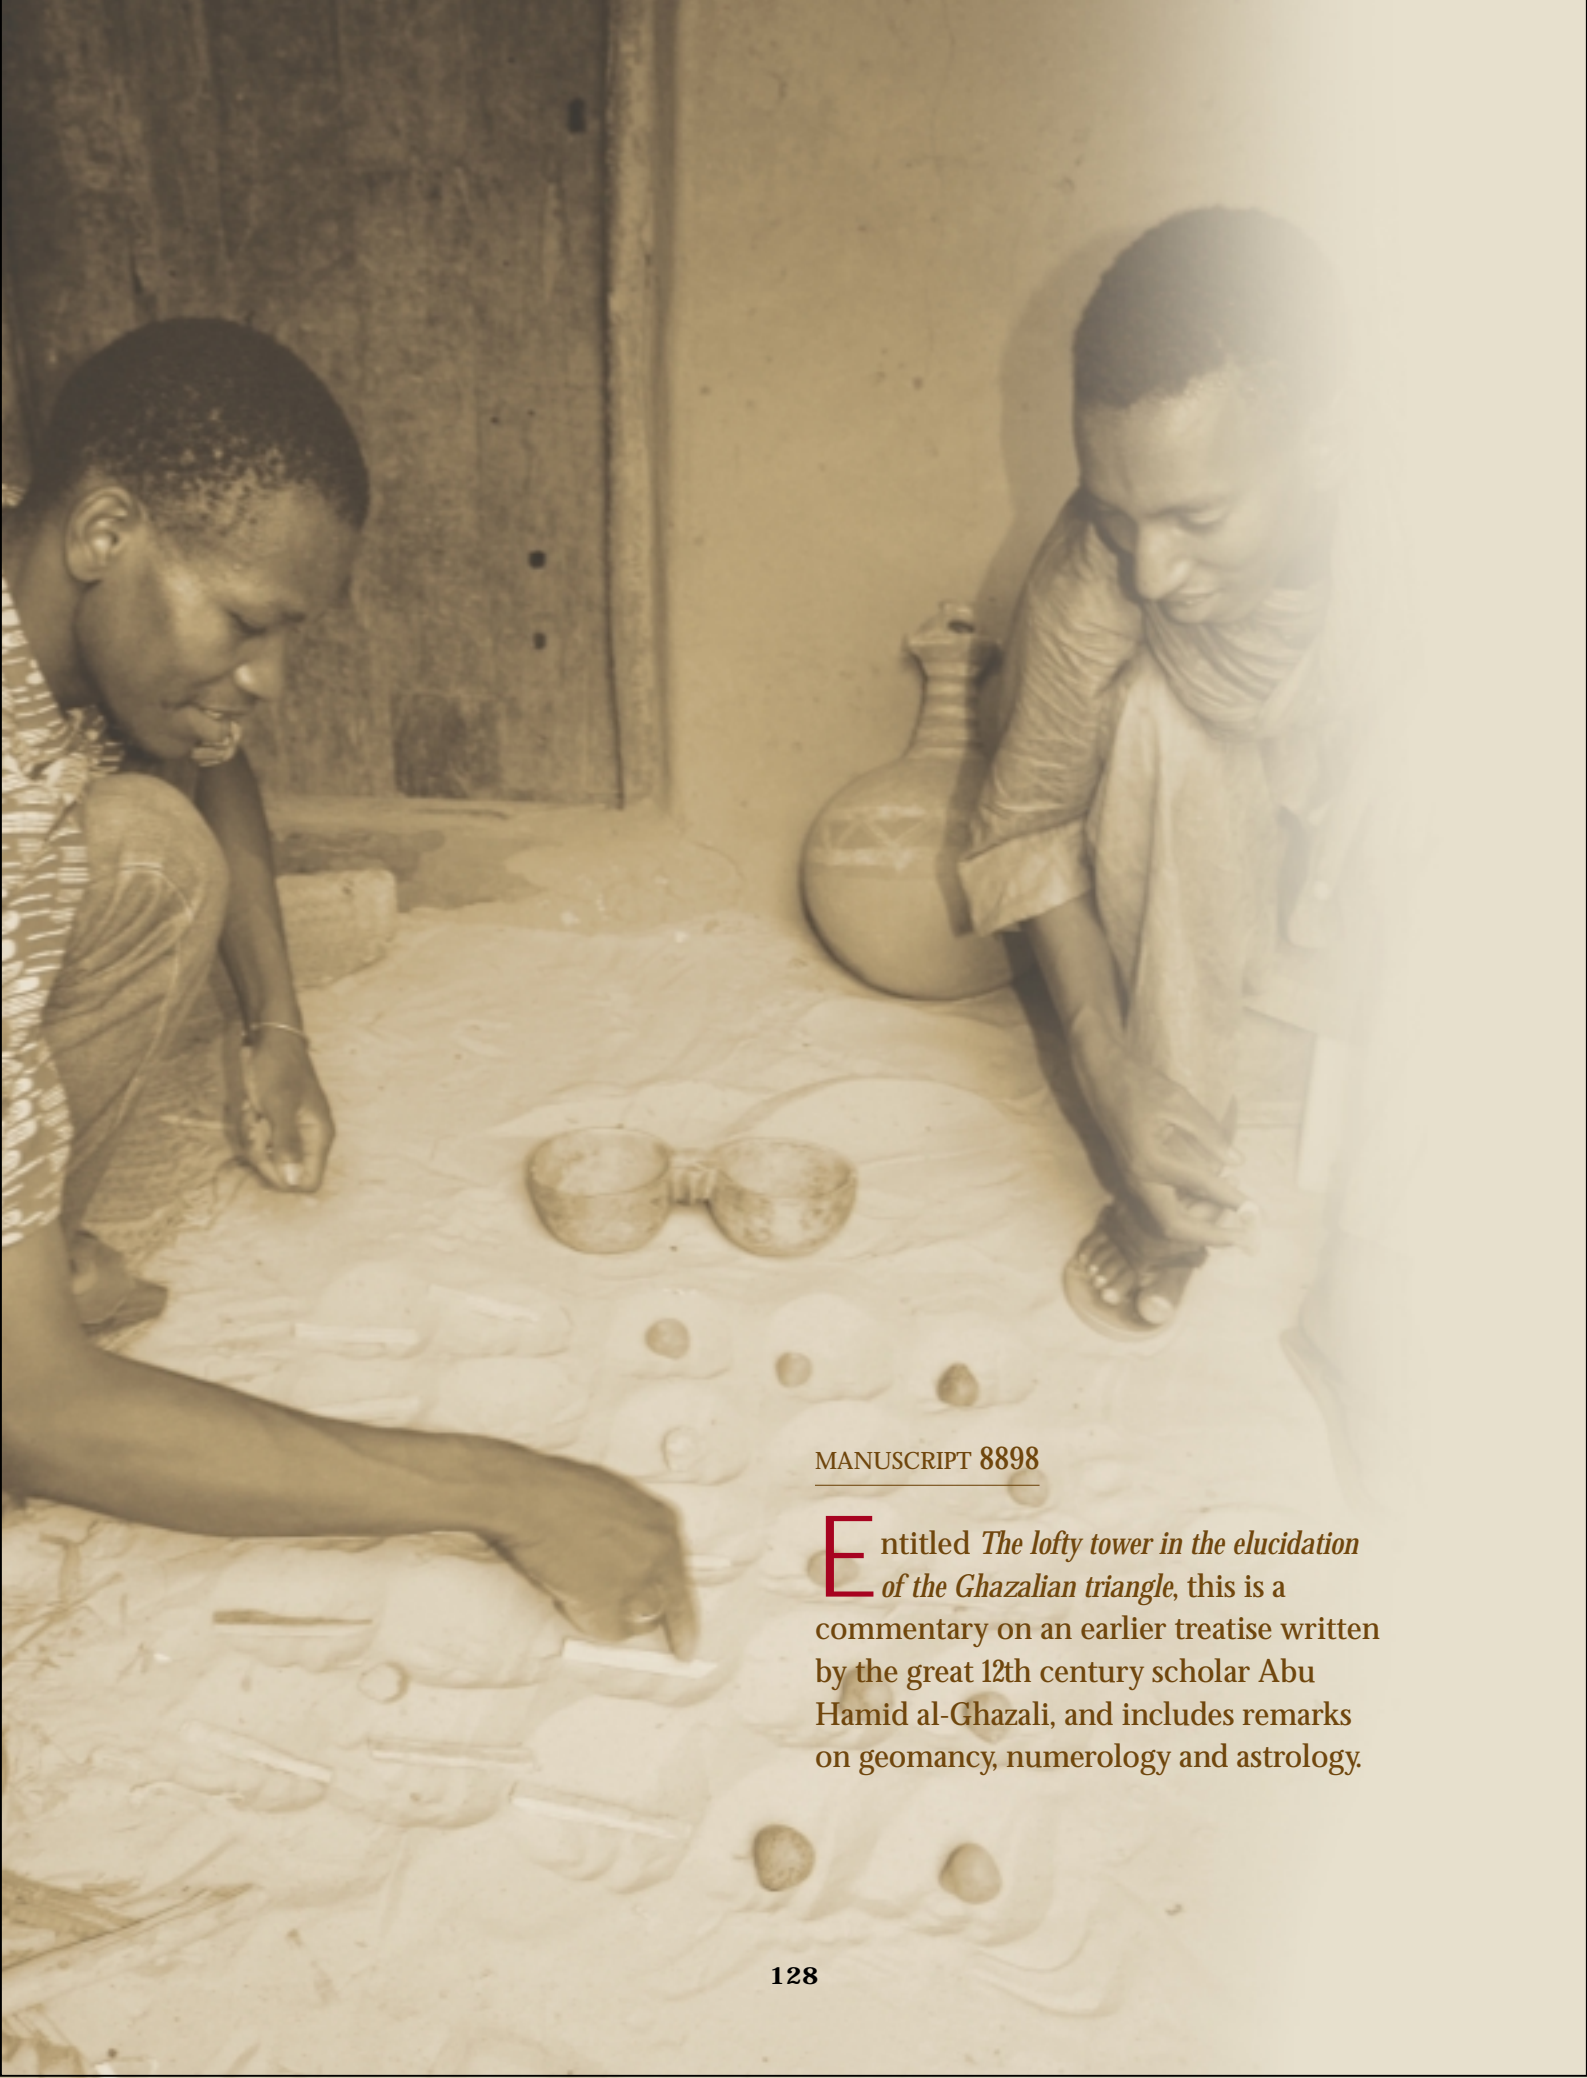 MANUSCRIPT 8898
Entitled The lofty tower in the elucidation
of the Ghazalian triangle, this is a
commentary on an earlier treatise written
by the great 12th century scholar Abu
Hamid al-Ghazali, and includes remarks
on geomancy, numerology and astrology.
128